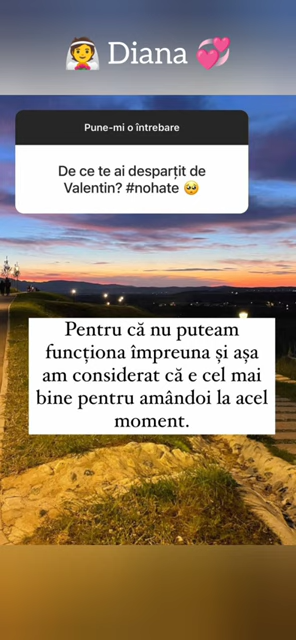 👰 Diana 💞
Pune-mi o întrebare
De ce te ai desparțit de
Valentin? #nohate 🥺
Pentru că nu puteam
funcționa împreuna și așa
am considerat că e cel mai
bine pentru amândoi la acel
moment.